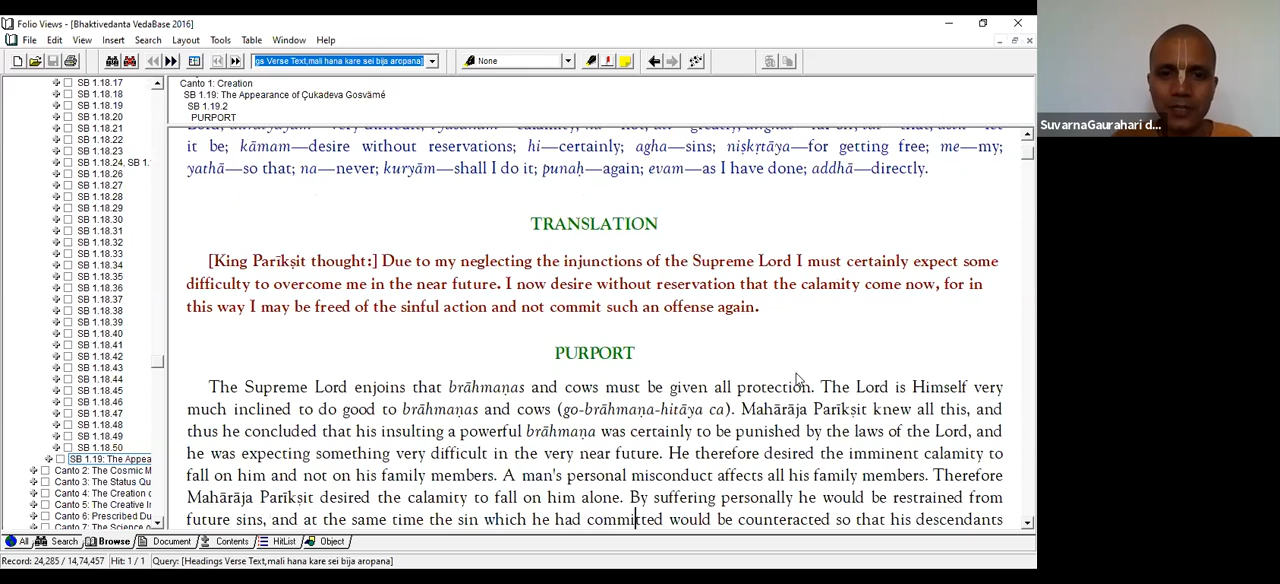 Folio Views - [Bhaktivedanta VedaBase 2016]
File Edit View Insert Search Layout Tools Table Window Help
gs Verse Text,mali hana kare sei bija aropana] None
SB 1.18.17
SB 1.18.18
SB 1.18.19
SB 1.18.20
SB 1.18.21
SB 1.18.22
SB 1.18.23
SB 1.18.24, SB 1.
SB 1.18.26
SB 1.18.27
SB 1.18.28
SB 1.18.29
SB 1.18.30
SB 1.18.31
SB 1.18.32
SB 1.18.33
SB 1.18.34
SB 1.18.35
SB 1.18.36
SB 1.18.37
SB 1.18.38
SB 1.18.39
SB 1.18.40
SB 1.18.41
SB 1.18.42
SB 1.18.43
SB 1.18.44
SB 1.18.45
SB 1.18.46
SB 1.18.47
SB 1.18.48
SB 1.18.49
SB 1.18.50
SB 1.19: The Appea
Canto 2: The Cosmic M
Canto 3: The Status Qu
Canto 4: The Creation o
Canto 5: The Creative I
Canto 6: Prescribed Du
Canto 7: The Science o
Canto 1: Creation
SB 1.19: The Appearance of Çukadeva Gosvämé
SB 1.19.2
PURPORT
it be; kāmam—desire without reservations; hi—certainly; agha—sins; niṣkṛtāya—for getting free; me—my;
yathā—so that; na—never; kuryām—shall I do it; punaḥ—again; evam—as I have done; addhā—directly.
TRANSLATION
[King Parīkṣit thought:] Due to my neglecting the injunctions of the Supreme Lord I must certainly expect some
difficulty to overcome me in the near future. I now desire without reservation that the calamity come now, for in
this way I may be freed of the sinful action and not commit such an offense again.
PURPORT
The Supreme Lord enjoins that brāhmaṇas and cows must be given all protection. The Lord is Himself very
much inclined to do good to brāhmaṇas and cows (go-brāhmaṇa-hitāya ca). Mahārāja Parīkṣit knew all this, and
thus he concluded that his insulting a powerful brāhmaṇa was certainly to be punished by the laws of the Lord, and
he was expecting something very difficult in the very near future. He therefore desired the imminent calamity to
fall on him and not on his family members. A man's personal misconduct affects all his family members. Therefore
Mahārāja Parīkṣit desired the calamity to fall on him alone. By suffering personally he would be restrained from
future sins, and at the same time the sin which he had committed would be counteracted so that his descendants
All Search Browse Document Contents HitList Object
Record: 24,285 / 14,74,457 Hit: 1 / 1 Query: [Headings Verse Text,mali hana kare sei bija aropana]
SuvarnaGaurahari d...